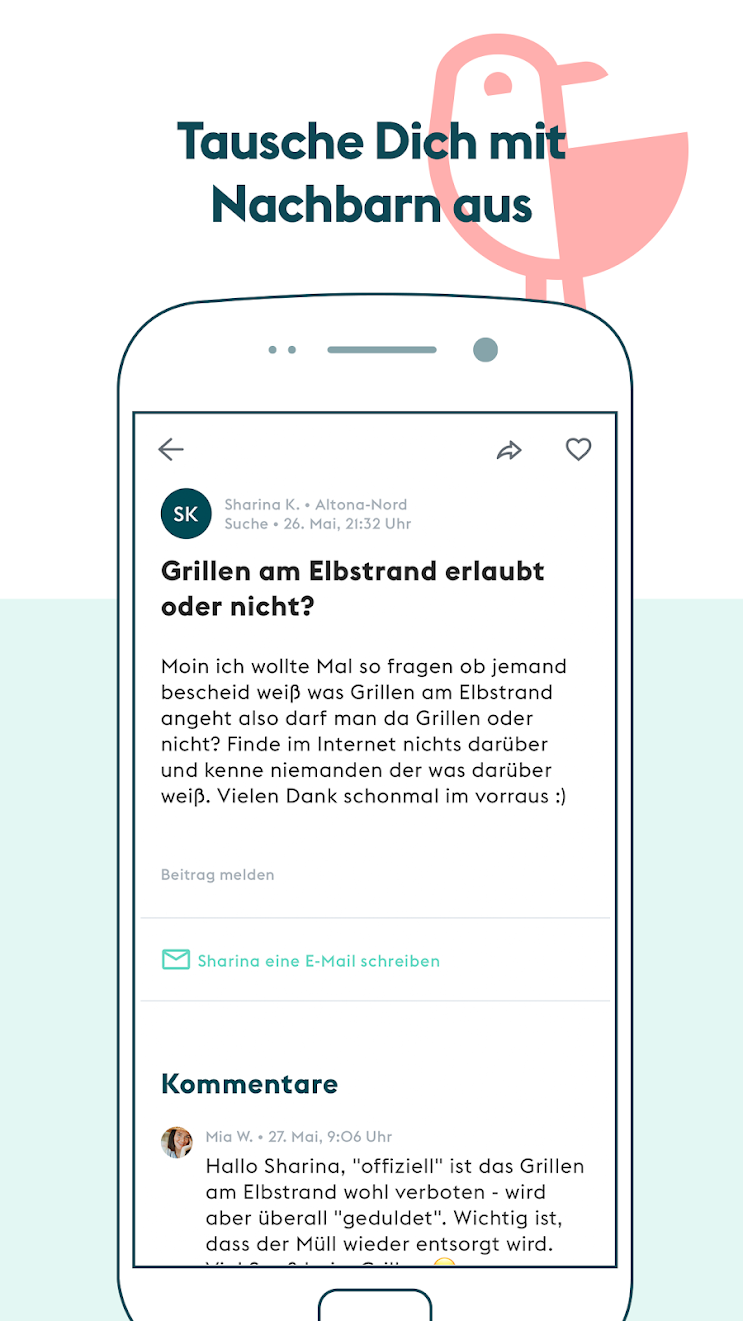 Tausche Dich mit
Nachbarn aus
SK
Sharina K. • Altona-Nord
Suche • 26. Mai, 21:32 Uhr
Grillen am Elbstrand erlaubt
oder nicht?
Moin ich wollte Mal so fragen ob jemand
bescheid weiß was Grillen am Elbstrand
angeht also darf man da Grillen oder
nicht? Finde im Internet nichts darüber
und kenne niemanden der was darüber
weiß. Vielen Dank schonmal im vorraus :)
Beitrag melden
Sharina eine E-Mail schreiben
Kommentare
Mia W. • 27. Mai, 9:06 Uhr
Hallo Sharina, "offiziell" ist das Grillen
am Elbstrand wohl verboten - wird
aber überall "geduldet". Wichtig ist,
dass der Müll wieder entsorgt wird.